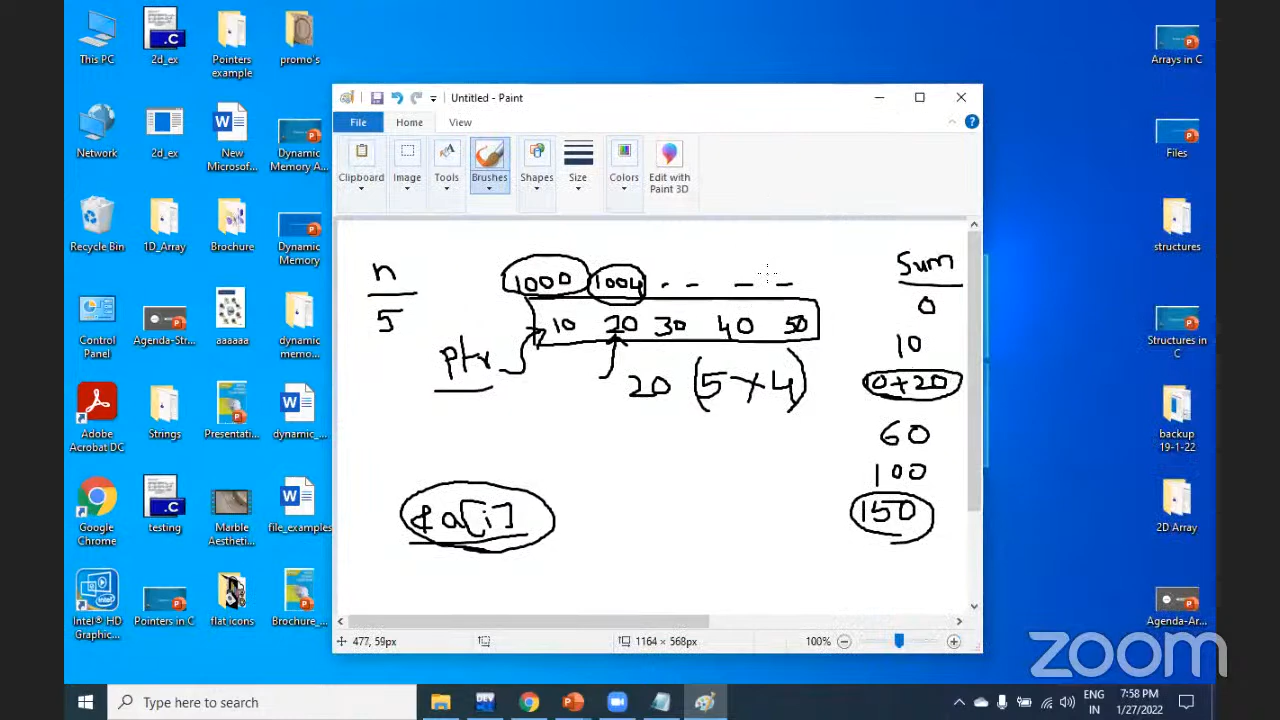 This PC
2d_ex
Pointers example
promo's
Arrays in C
Network
2d_ex
New Microsof...
Dynamic Memory A...
Files
Recycle Bin
1D_Array
Brochure
Dynamic Memory
structures
Control Panel
Agenda-Str...
aaaaaa
dynamic memo...
Structures in C
Adobe Acrobat DC
Strings
Presentati...
dynamic_...
backup 19-1-22
Google Chrome
testing
Marble Aesthetic...
file_examples
2D Array
Intel® HD Graphic...
Pointers in C
flat icons
Brochure_...
Agenda-Ar...
Untitled - Paint
File Home View
Clipboard Image Tools Brushes Shapes Size Colors Edit with Paint 3D
n
5
1000 1004 . - - -
10 20 30 40 50
ptr
20 (5 x 4)
&a[i]
Sum
0
10
0+20
60
100
150
477, 59px
1164 × 568px
100%
zoom
Type here to search
DEV
ENG
IN
7:58 PM
1/27/2022